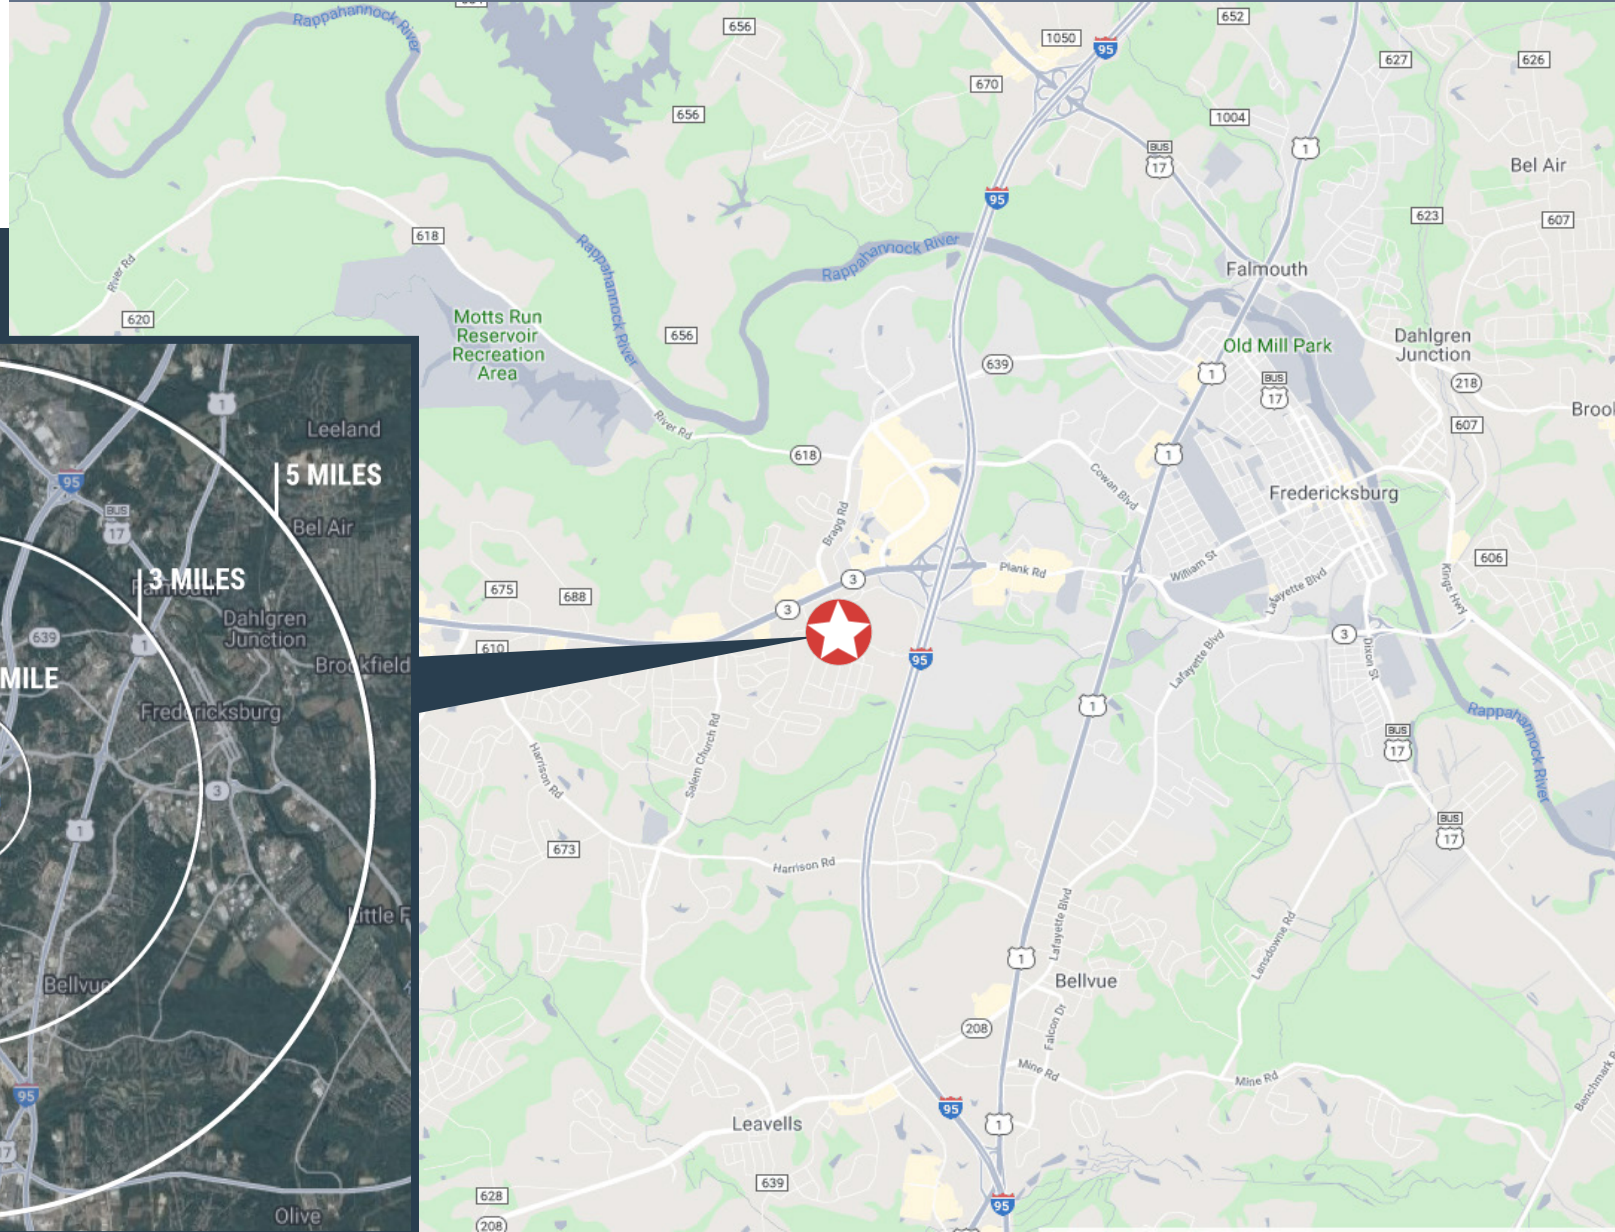 Rappahannock River
656
1050
95
652
627
626
670
656
1004
BUS
17
1
Bel Air
95
623
607
618
Rappahannock River
Rappahannock River
Falmouth
River Rd
620
Motts Run
Reservoir
Recreation
Area
656
Old Mill Park
Dahlgren
Junction
639
1
BUS
17
218
River Rd
607
618
1
Cowan Blvd
Fredericksburg
Bragg Rd
606
Plank Rd
William St
Lafayette Blvd
Kings Hwy
3
675
688
3
610
95
3
Dixon St
Lafayette Blvd
1
Rappahannock River
BUS
17
Salem Church Rd
Harrison Rd
BUS
17
673
Harrison Rd
Lafayette Blvd
Lansdowne Rd
1
Bellvue
208
Falcon Dr
Mine Rd
Mine Rd
95
1
Leavells
639
628
95
208
1
Leeland
5 MILES
95
BUS
17
Bel Air
3 MILES
Falmouth
Dahlgren
Junction
639
1
Brookfield
MILE
Fredericksburg
3
1
Little F
Bellvue
95
17
Olive